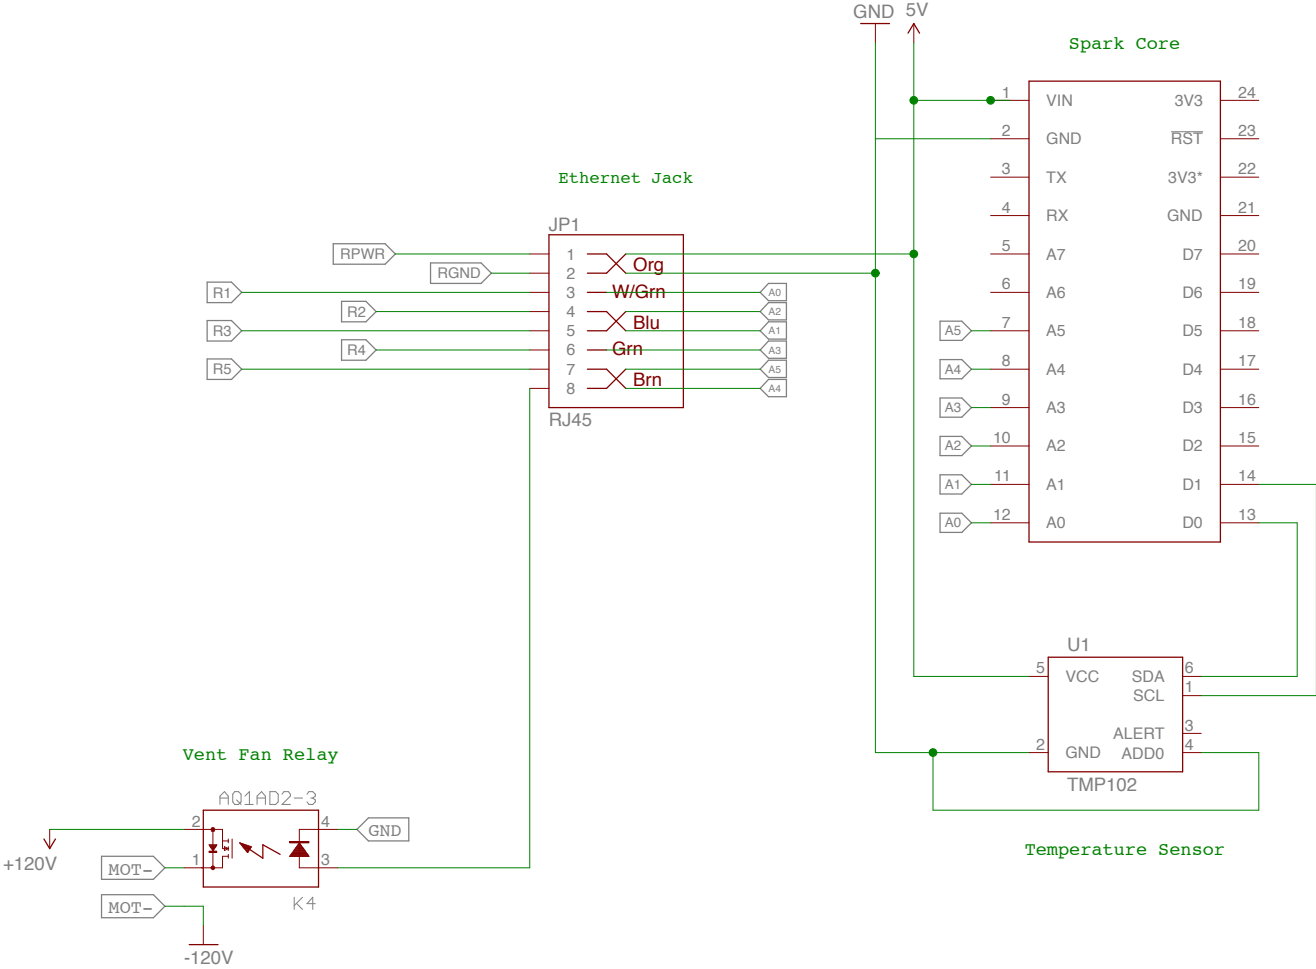 GND 5V
Spark Core
1 VIN 3V3 24
2 GND RST 23
3 TX 3V3* 22
4 RX GND 21
5 A7 D7 20
6 A6 D6 19
A5 7 A5 D5 18
A4 8 A4 D4 17
A3 9 A3 D3 16
A2 10 A2 D2 15
A1 11 A1 D1 14
A0 12 A0 D0 13
Ethernet Jack
JP1
RPWR 1
Org
RGND 2
R1 3 W/Grn A0
R2 4 A2
Blu
R3 5 A1
R4 6 Grn A3
R5 7 A5
Brn
8 A4
RJ45
U1
5 VCC SDA 6
SCL 1
ALERT 3
2 GND ADD0 4
TMP102
Temperature Sensor
Vent Fan Relay
AQ1AD2-3
2 4 GND
+120V
MOT- 1 3
K4
MOT-
-120V